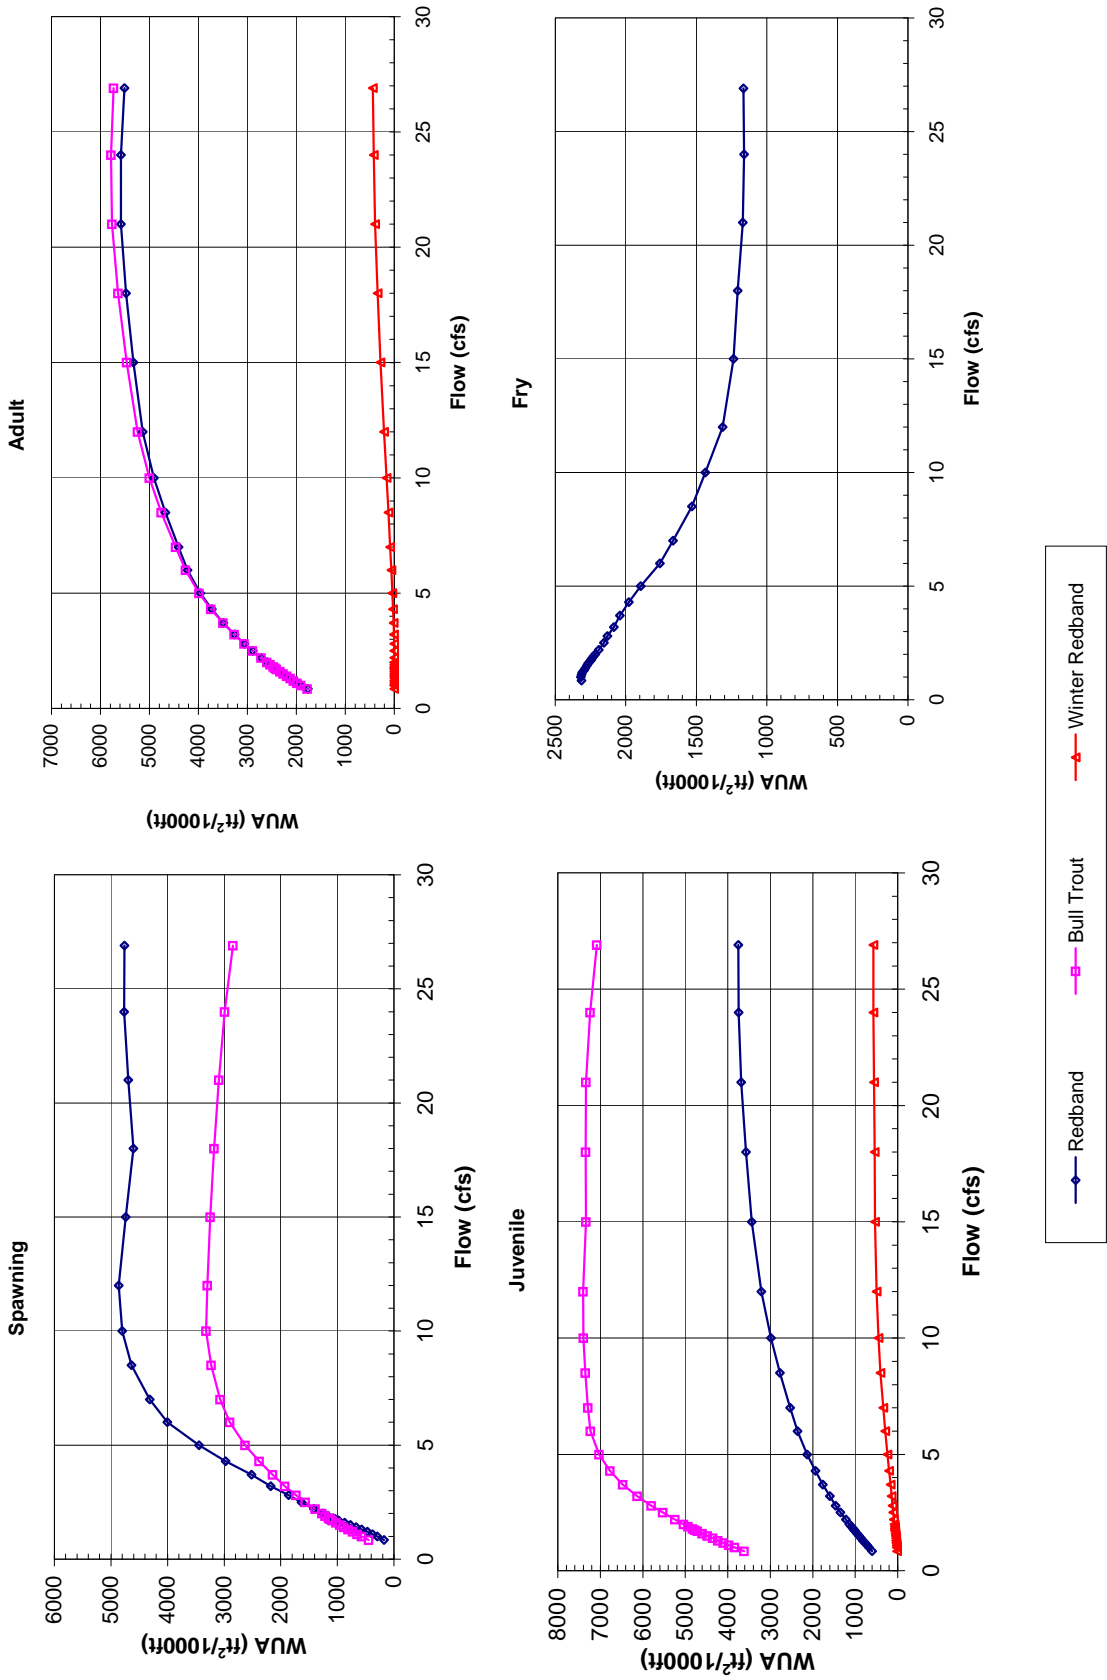 Spawning
6000
5000
4000
3000
2000
1000
0
0 5 10 15 20 25 30
Flow (cfs)
WUA (ft²/1000ft)
Adult
7000
6000
5000
4000
3000
2000
1000
0
0 5 10 15 20 25 30
Flow (cfs)
WUA (ft²/1000ft)
Juvenile
8000
7000
6000
5000
4000
3000
2000
1000
0
0 5 10 15 20 25 30
Flow (cfs)
WUA (ft²/1000ft)
Fry
2500
2000
1500
1000
500
0
0 5 10 15 20 25 30
Flow (cfs)
WUA (ft²/1000ft)
Redband Bull Trout Winter Redband